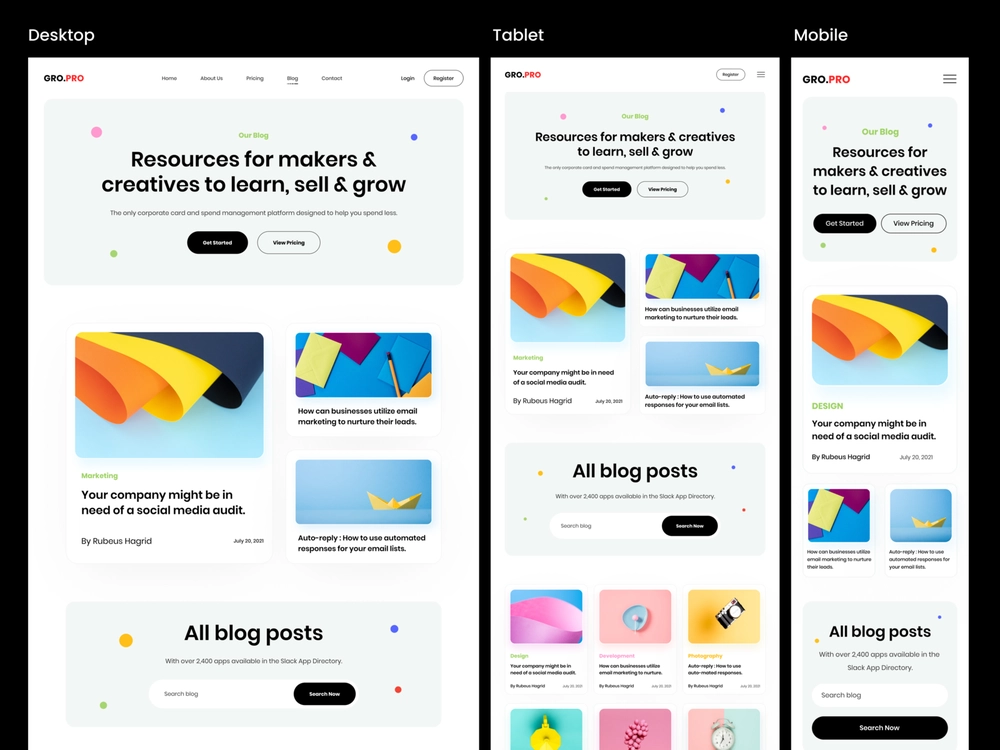 Desktop
GRO.PRO
Home
About Us
Pricing
Blog
Contact
Login
Register
Our Blog
Resources for makers &
creatives to learn, sell & grow
The only corporate card and spend management platform designed to help you spend less.
Get Started
View Pricing
Marketing
Your company might be in
need of a social media audit.
By Rubeus Hagrid
July 20, 2021
How can businesses utilize email
marketing to nurture their leads.
Auto-reply : How to use automated
responses for your email lists.
All blog posts
With over 2,400 apps available in the Slack App Directory.
Search blog
Search Now
Tablet
GRO.PRO
Register
Our Blog
Resources for makers & creatives
to learn, sell & grow
The only corporate card and spend management platform designed to help you spend less.
Get Started
View Pricing
Marketing
Your company might be in need
of a social media audit.
By Rubeus Hagrid
July 20, 2021
How can businesses utilize email
marketing to nurture their leads.
Auto-reply : How to use automated
responses for your email lists.
All blog posts
With over 2,400 apps available in the Slack App Directory.
Search blog
Search Now
Design
Your company might be in
need of a social media audit.
By Rubeus Hagrid
July 20, 2021
Development
How can businesses utilize
email marketing to nurture
By Rubeus Hagrid
July 20, 2021
Photography
Auto-reply : How to use
auto-mated responses.
By Rubeus Hagrid
July 20, 2021
Mobile
GRO.PRO
Our Blog
Resources for
makers & creatives
to learn, sell & grow
Get Started
View Pricing
DESIGN
Your company might be in
need of a social media audit.
By Rubeus Hagrid
July 20, 2021
How can businesses utilize
email marketing to nurture
their leads.
Auto-reply : How to use
automated responses for
your email lists.
All blog posts
With over 2,400 apps available in the
Slack App Directory.
Search blog
Search Now